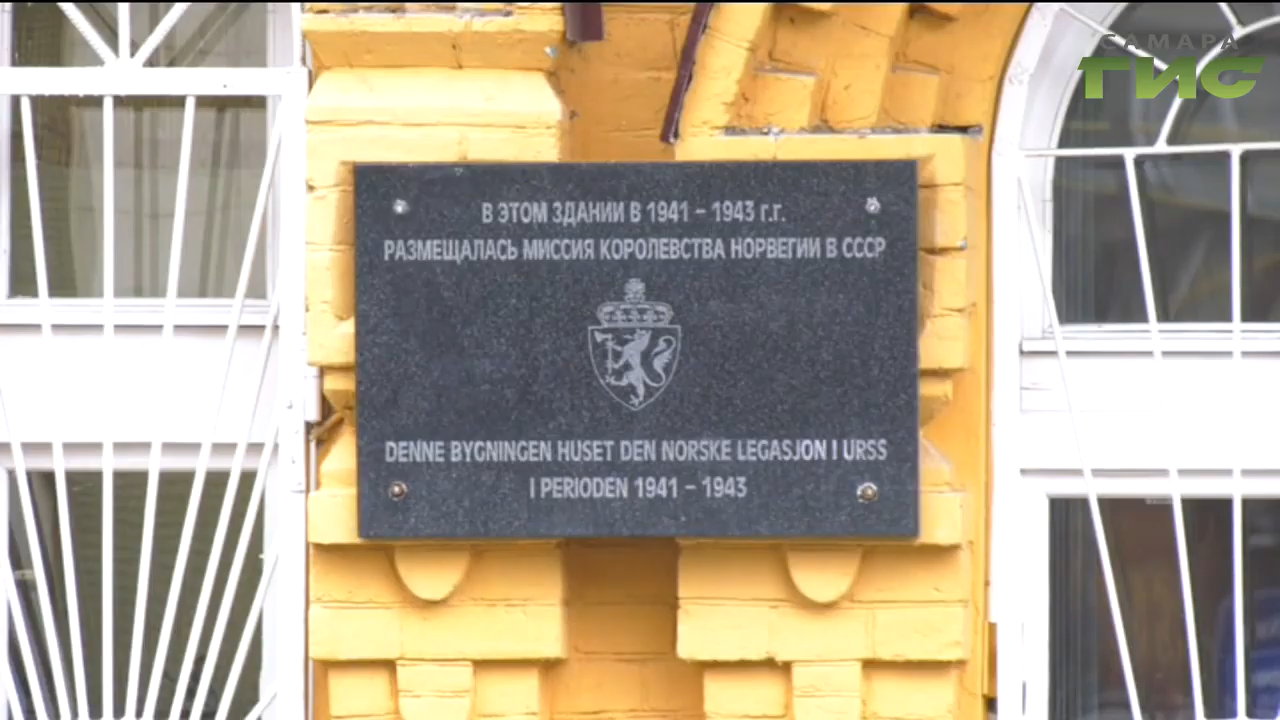 САМАРА
ГИС
В ЭТОМ ЗДАНИИ В 1941 – 1943 г.г.
РАЗМЕЩАЛАСЬ МИССИЯ КОРОЛЕВСТВА НОРВЕГИИ В СССР
DENNE BYGNINGEN HUSET DEN NORSKE LEGASJON I URSS
I PERIODEN 1941 – 1943